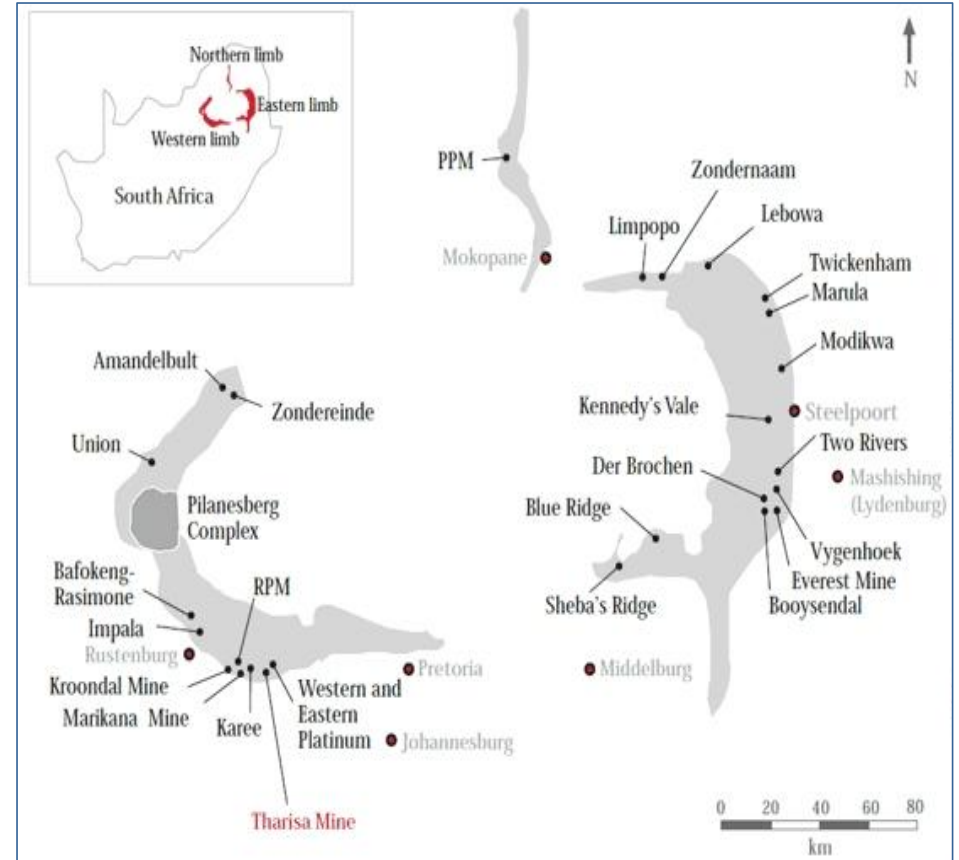 Northern limb
Eastern limb
Western limb
South Africa
N
PPM
Zondernaam
Limpopo
Lebowa
Mokopane
Twickenham
Marula
Modikwa
Amandelbult
Zondereinde
Kennedy's Vale
Steelpoort
Union
Two Rivers
Der Brochen
Mashishing
(Lydenburg)
Pilanesberg
Complex
Blue Ridge
Vygenhoek
Everest Mine
Booysendal
Sheba's Ridge
Bafokeng-
Rasimone
RPM
Impala
Rustenburg
Pretoria
Middelburg
Kroondal Mine
Western and
Eastern
Platinum
Marikana Mine
Karee
Johannesburg
Tharisa Mine
0 20 40 60 80
km